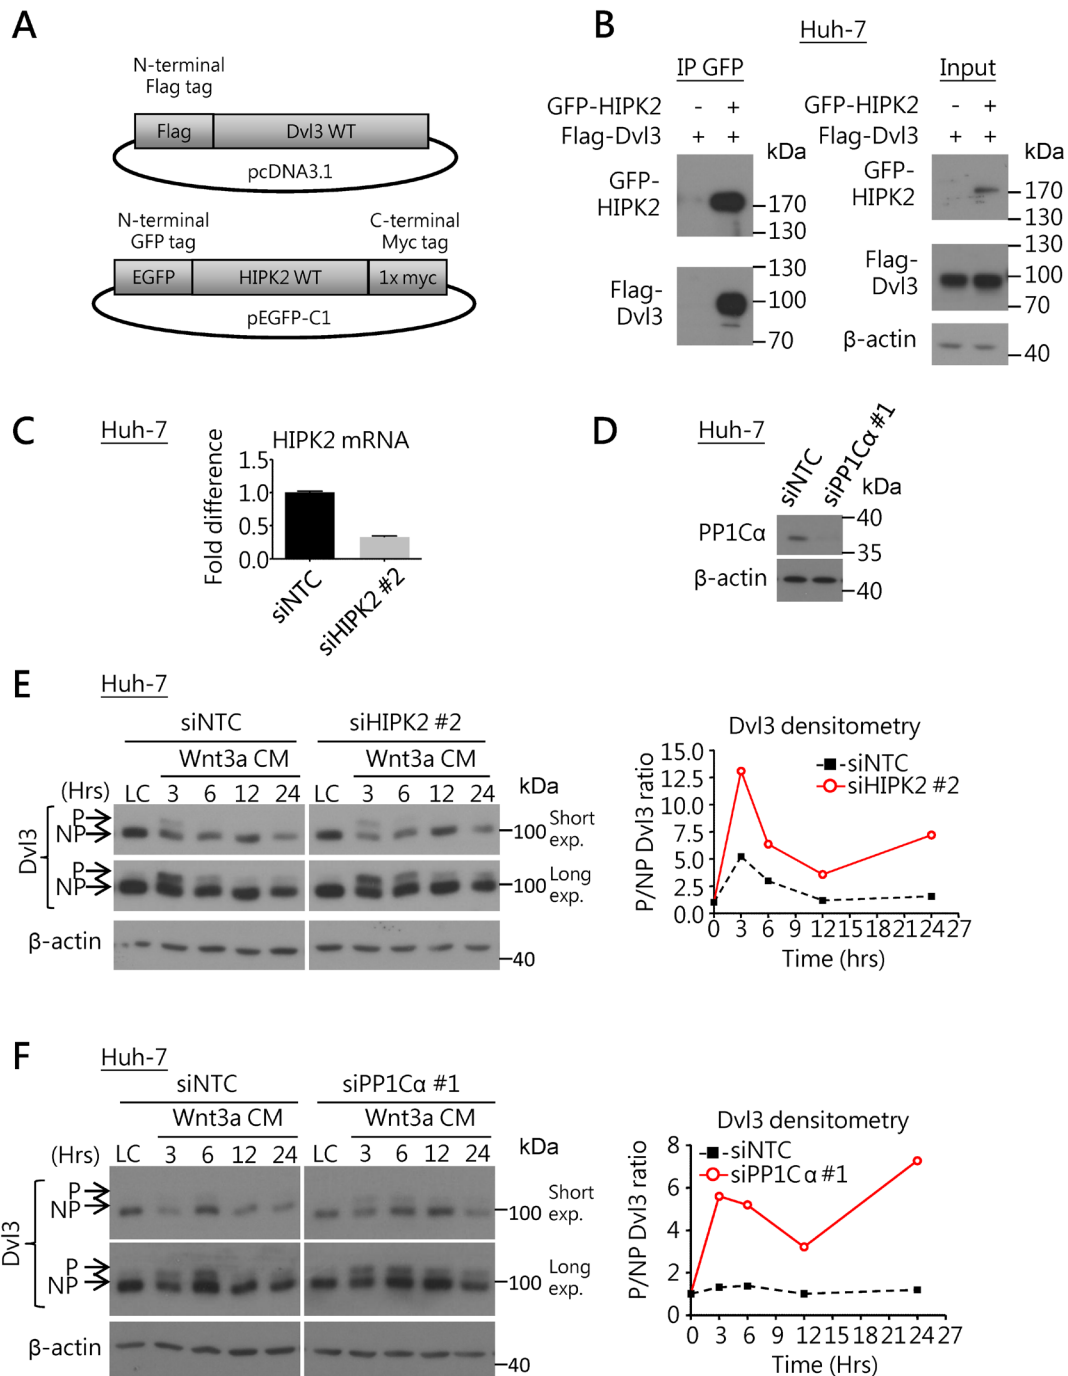 A
N-terminal
Flag tag
Flag
Dvl3 WT
pcDNA3.1
N-terminal
GFP tag
C-terminal
Myc tag
EGFP
HIPK2 WT
1x myc
pEGFP-C1
B
Huh-7
IP GFP
Input
GFP-HIPK2 - +
GFP-HIPK2 - +
Flag-Dvl3 + +
Flag-Dvl3 + +
kDa
kDa
GFP-
HIPK2
170
130
GFP-
HIPK2
170
130
Flag-
Dvl3
130
100
70
Flag-
Dvl3
130
100
70
β-actin
40
C
Huh-7
HIPK2 mRNA
Fold difference
1.5
1.0
0.5
0.0
siNTC
siHIPK2 #2
D
Huh-7
siNTC
siPP1Cα #1
kDa
PP1Cα
40
35
β-actin
40
E
Huh-7
siNTC
siHIPK2 #2
Wnt3a CM
Wnt3a CM
(Hrs) LC 3 6 12 24 LC 3 6 12 24
kDa
Dvl3
P
NP
100
Short
exp.
P
NP
100
Long
exp.
β-actin
40
Dvl3 densitometry
P/NP Dvl3 ratio
15.0
12.5
10.0
7.5
5.0
2.5
0.0
siNTC
siHIPK2 #2
0 3 6 9 12 15 18 21 24 27
Time (hrs)
F
Huh-7
siNTC
siPP1Cα #1
Wnt3a CM
Wnt3a CM
(Hrs) LC 3 6 12 24 LC 3 6 12 24
kDa
Dvl3
P
NP
100
Short
exp.
P
NP
100
Long
exp.
β-actin
40
Dvl3 densitometry
P/NP Dvl3 ratio
8
6
4
2
0
siNTC
siPP1Cα #1
0 3 6 9 12 15 18 21 24 27
Time (Hrs)